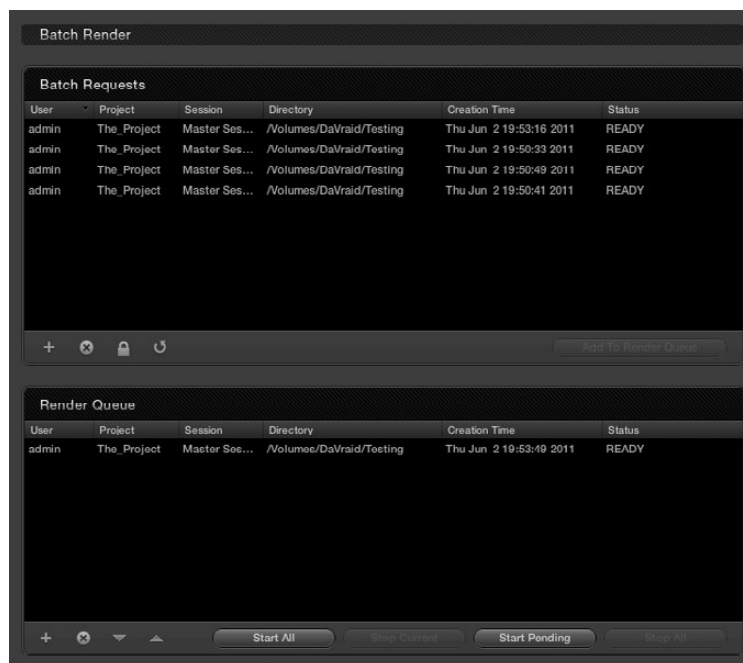 Batch Render
Batch Requests
User Project Session Directory Creation Time Status
admin The_Project Master Ses... /Volumes/DaVraid/Testing Thu Jun 2 19:53:16 2011 READY
admin The_Project Master Ses... /Volumes/DaVraid/Testing Thu Jun 2 19:50:33 2011 READY
admin The_Project Master Ses... /Volumes/DaVraid/Testing Thu Jun 2 19:50:49 2011 READY
admin The_Project Master Ses... /Volumes/DaVraid/Testing Thu Jun 2 19:50:41 2011 READY
Add To Render Queue
Render Queue
User Project Session Directory Creation Time Status
admin The_Project Master Ses... /Volumes/DaVraid/Testing Thu Jun 2 19:53:49 2011 READY
Start All Stop Current Start Pending Stop All